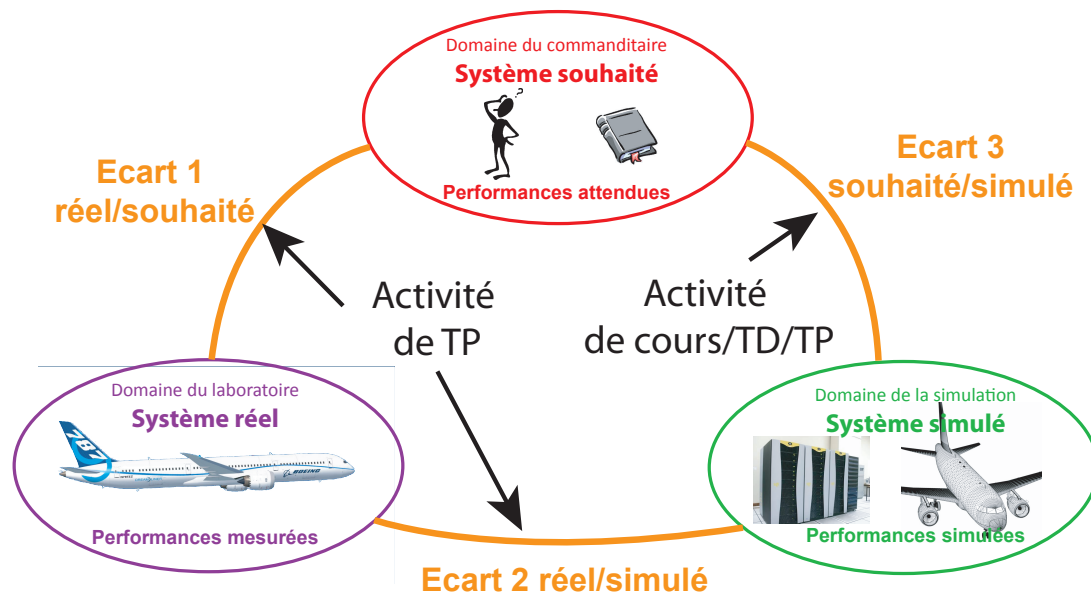 Domaine du commanditaire
Système souhaité
?
Performances attendues
Ecart 1
réel/souhaité
Ecart 3
souhaité/simulé
Activité
de TP
Activité
de cours/TD/TP
Domaine du laboratoire
Système réel
787
BOEING
Performances mesurées
Domaine de la simulation
Système simulé
Performances simulées
Ecart 2 réel/simulé